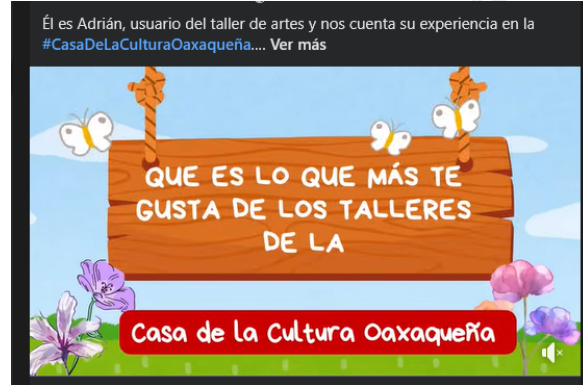 Él es Adrián, usuario del taller de artes y nos cuenta su experiencia en la
#CasaDeLaCulturaOaxaqueña.... Ver más
QUE ES LO QUE MÁS TE
GUSTA DE LOS TALLERES
DE LA
Casa de la Cultura Oaxaqueña